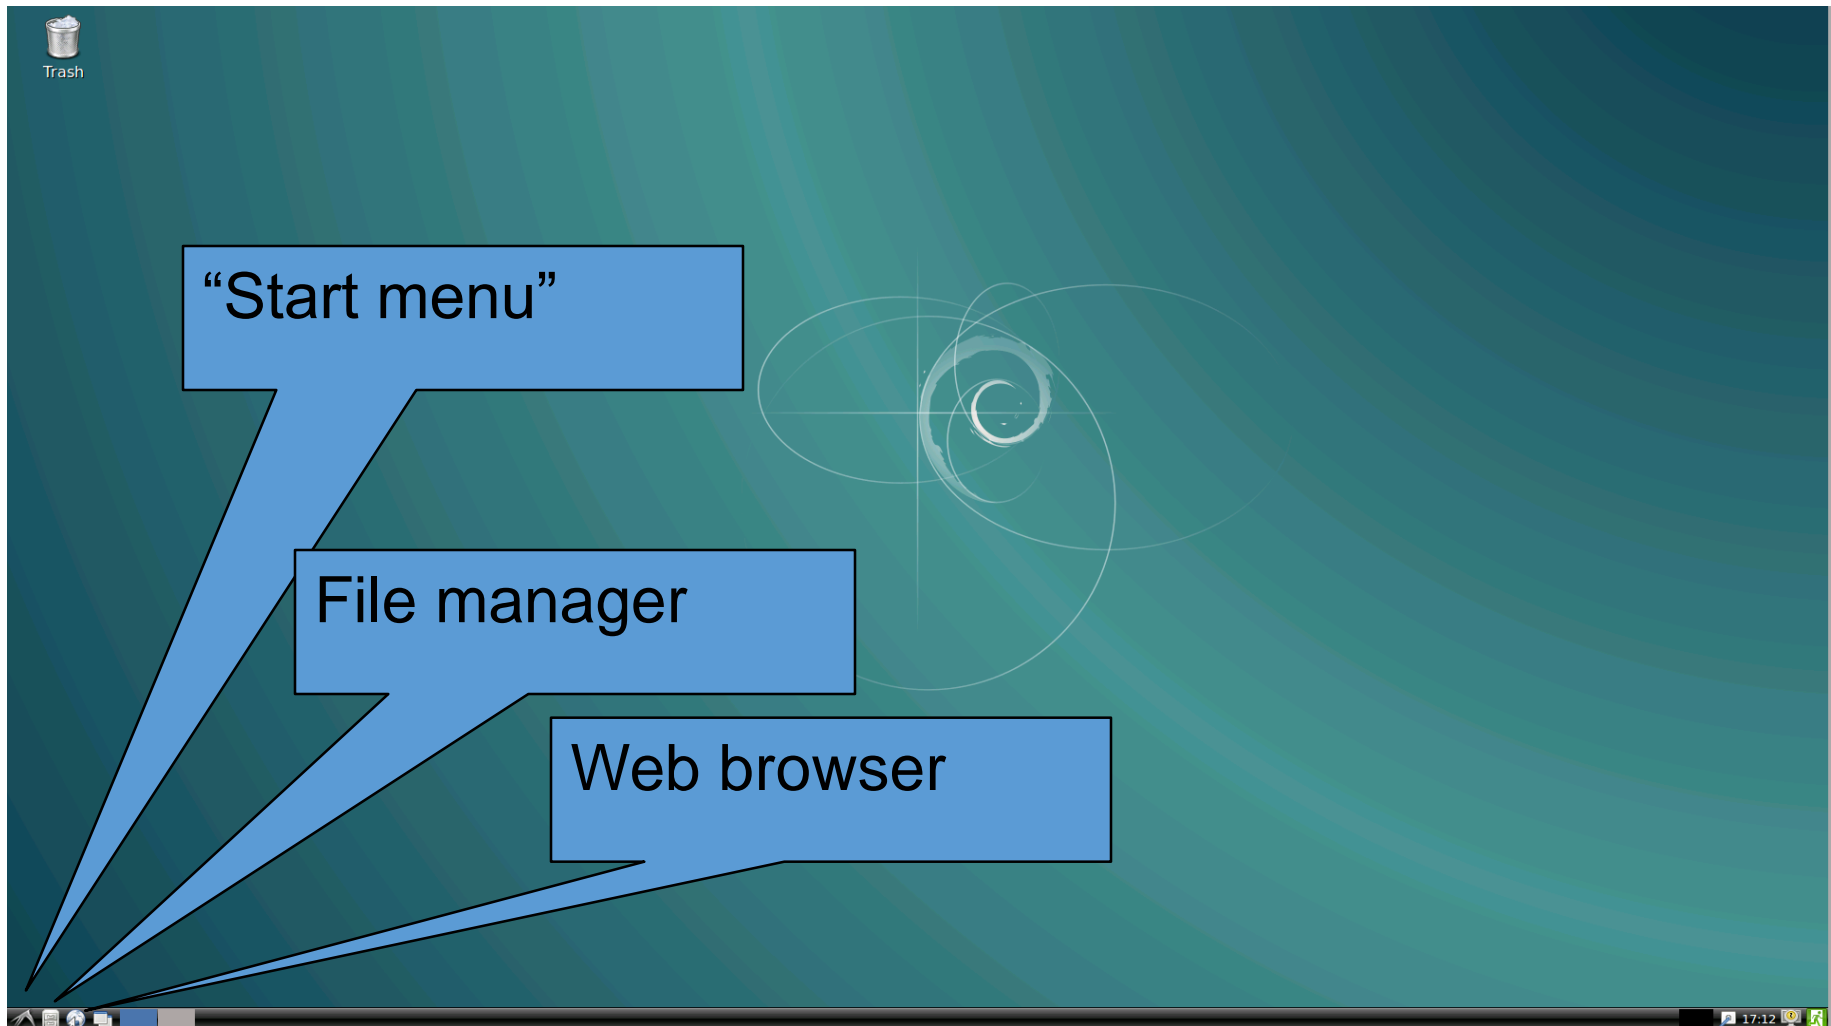 Trash
“Start menu”
File manager
Web browser
17:12